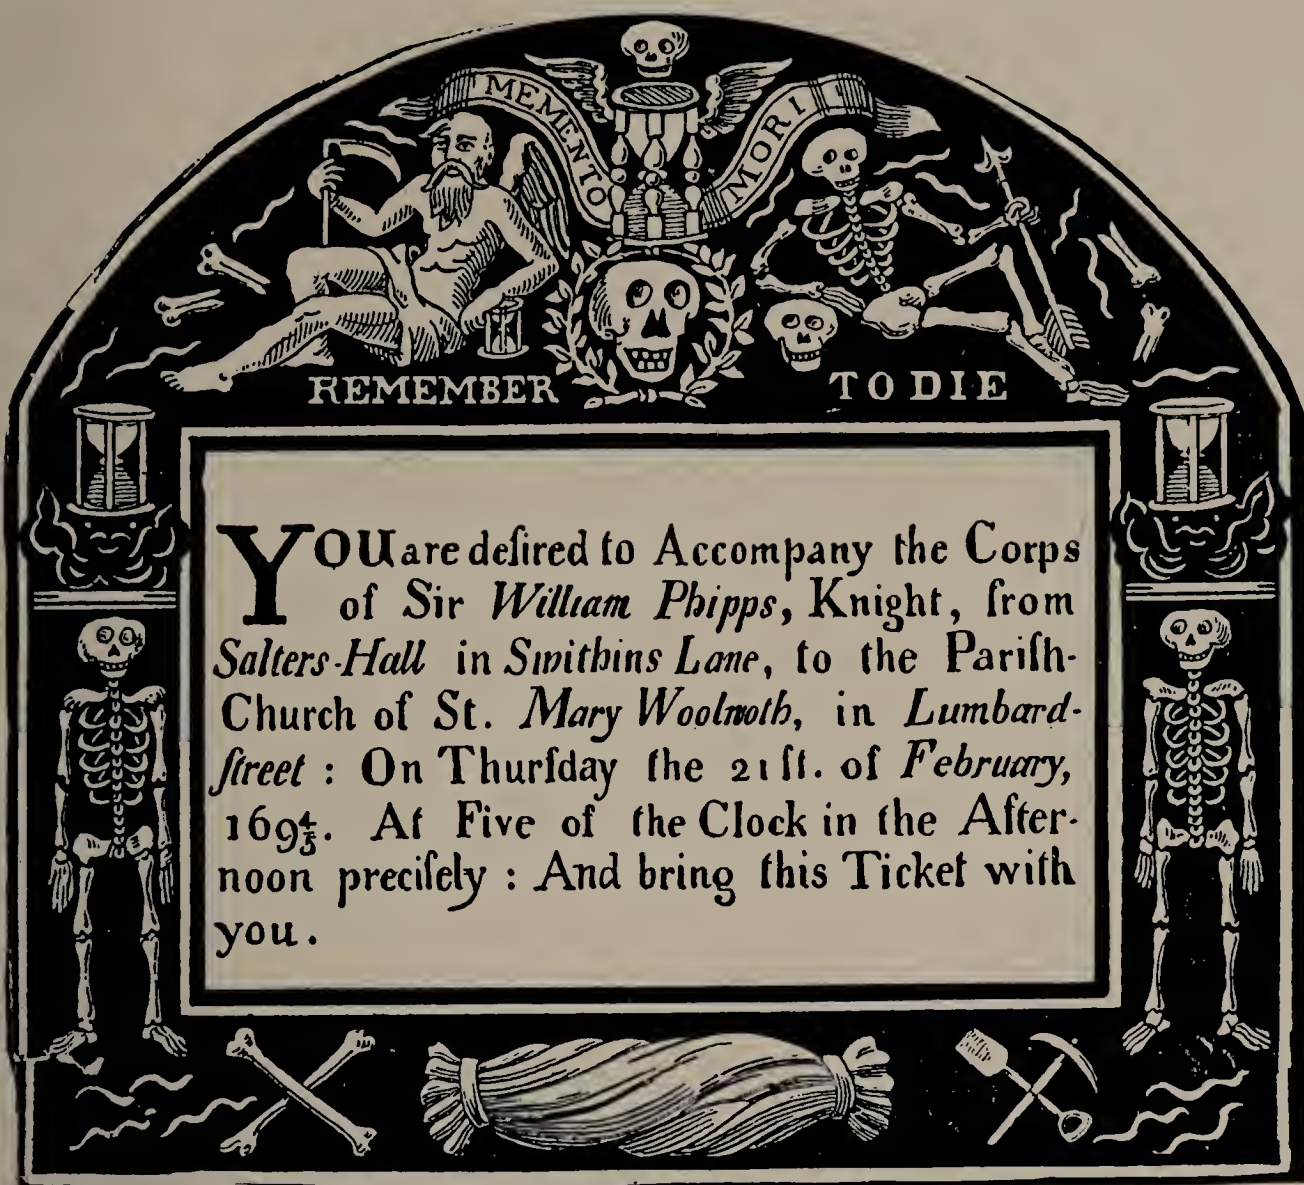 MEMENTO MORI
REMEMBER TO DIE
YOU are deſired to Accompany the Corps
of Sir William Phipps, Knight, from
Salters-Hall in Swithins Lane, to the Pariſh-
Church of St. Mary Woolnoth, in Lumbard-
ſtreet : On Thurſday the 21ſt. of February,
169⅘. At Five of the Clock in the After-
noon preciſely : And bring this Ticket with
you.